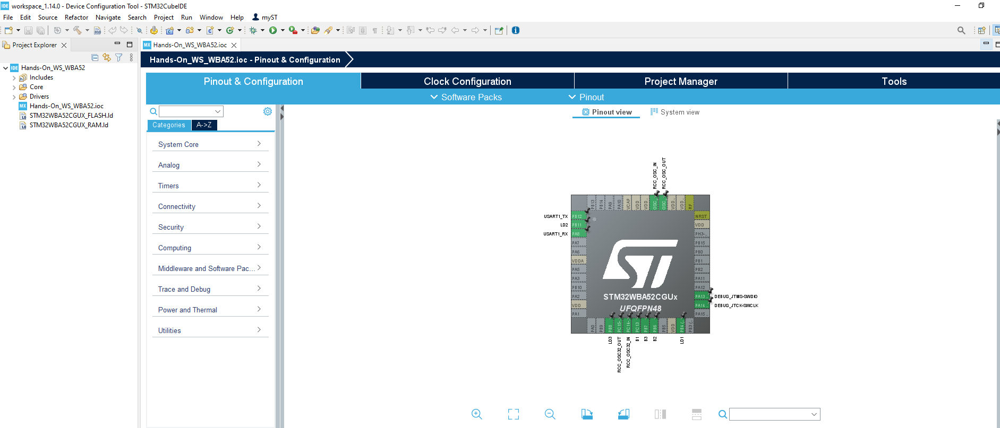 workspace_1.14.0 - Device Configuration Tool - STM32CubeIDE
File Edit Source Refactor Navigate Search Project Run Window Help myST
Project Explorer
Hands-On_WS_WBA52
Includes
Core
Drivers
Hands-On_WS_WBA52.ioc
STM32WBA52CGUX_FLASH.ld
STM32WBA52CGUX_RAM.ld
Hands-On_WS_WBA52.ioc
Hands-On_WS_WBA52.ioc - Pinout & Configuration
Pinout & Configuration Clock Configuration Project Manager Tools
Software Packs Pinout
Categories A->Z
System Core
Analog
Timers
Connectivity
Security
Computing
Middleware and Software Pac...
Trace and Debug
Power and Thermal
Utilities
Pinout view System view
RCC_OSC_IN
RCC_OSC_OUT
PB13
PB14
PA9
PA10
VCAP
VDD
VDD..
OSC_
OSC_
VDD..
VDD..
RF
USART1_TX PB12
LD2 PB11
USART1_RX PA8
PA7
PA6
VDDA
PA5
PA3
PB10
PA2
VDD
PA1
NRST
VDD
PH3-..
PB15
PB0
PB1
PB2
PA11
PA12
PA13.. DEBUG_JTMS-SWDIO
PA14.. DEBUG_JTCK-SWCLK
PA15..
ST
STM32WBA52CGUx
UFQFPN48
PA0
PB9
PB8
PC15-
PC14-
PC13
PB7
PB6
PB5
VDD
PB4 (..
PB3 (..
LD3
RCC_OSC32_OUT
RCC_OSC32_IN
B1
B3
B2
LD1